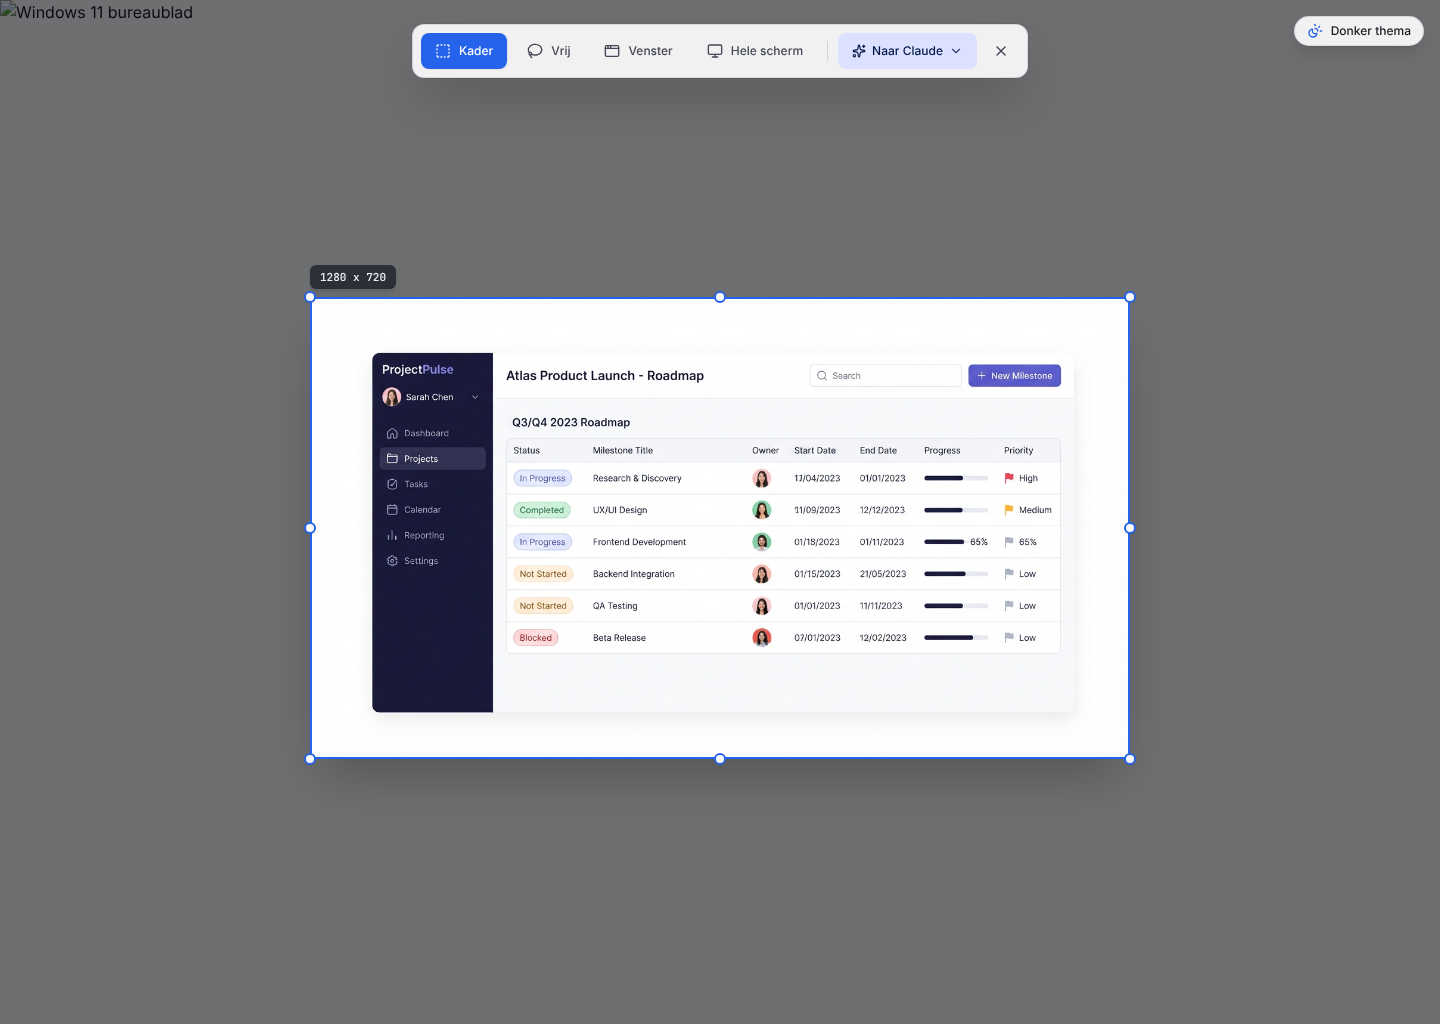 Windows 11 bureaublad
Kader
Vrij
Venster
Hele scherm
Naar Claude
Donker thema
1280 x 720
ProjectPulse
Sarah Chen
Dashboard
Projects
Tasks
Calendar
Reporting
Settings
Atlas Product Launch - Roadmap
Search
New Milestone
Q3/Q4 2023 Roadmap
Status Milestone Title Owner Start Date End Date Progress Priority
In Progress Research & Discovery 11/04/2023 01/01/2023 High
Completed UX/UI Design 11/09/2023 12/12/2023 Medium
In Progress Frontend Development 01/18/2023 01/11/2023 65% 65%
Not Started Backend Integration 01/15/2023 21/05/2023 Low
Not Started QA Testing 01/01/2023 11/11/2023 Low
Blocked Beta Release 07/01/2023 12/02/2023 Low